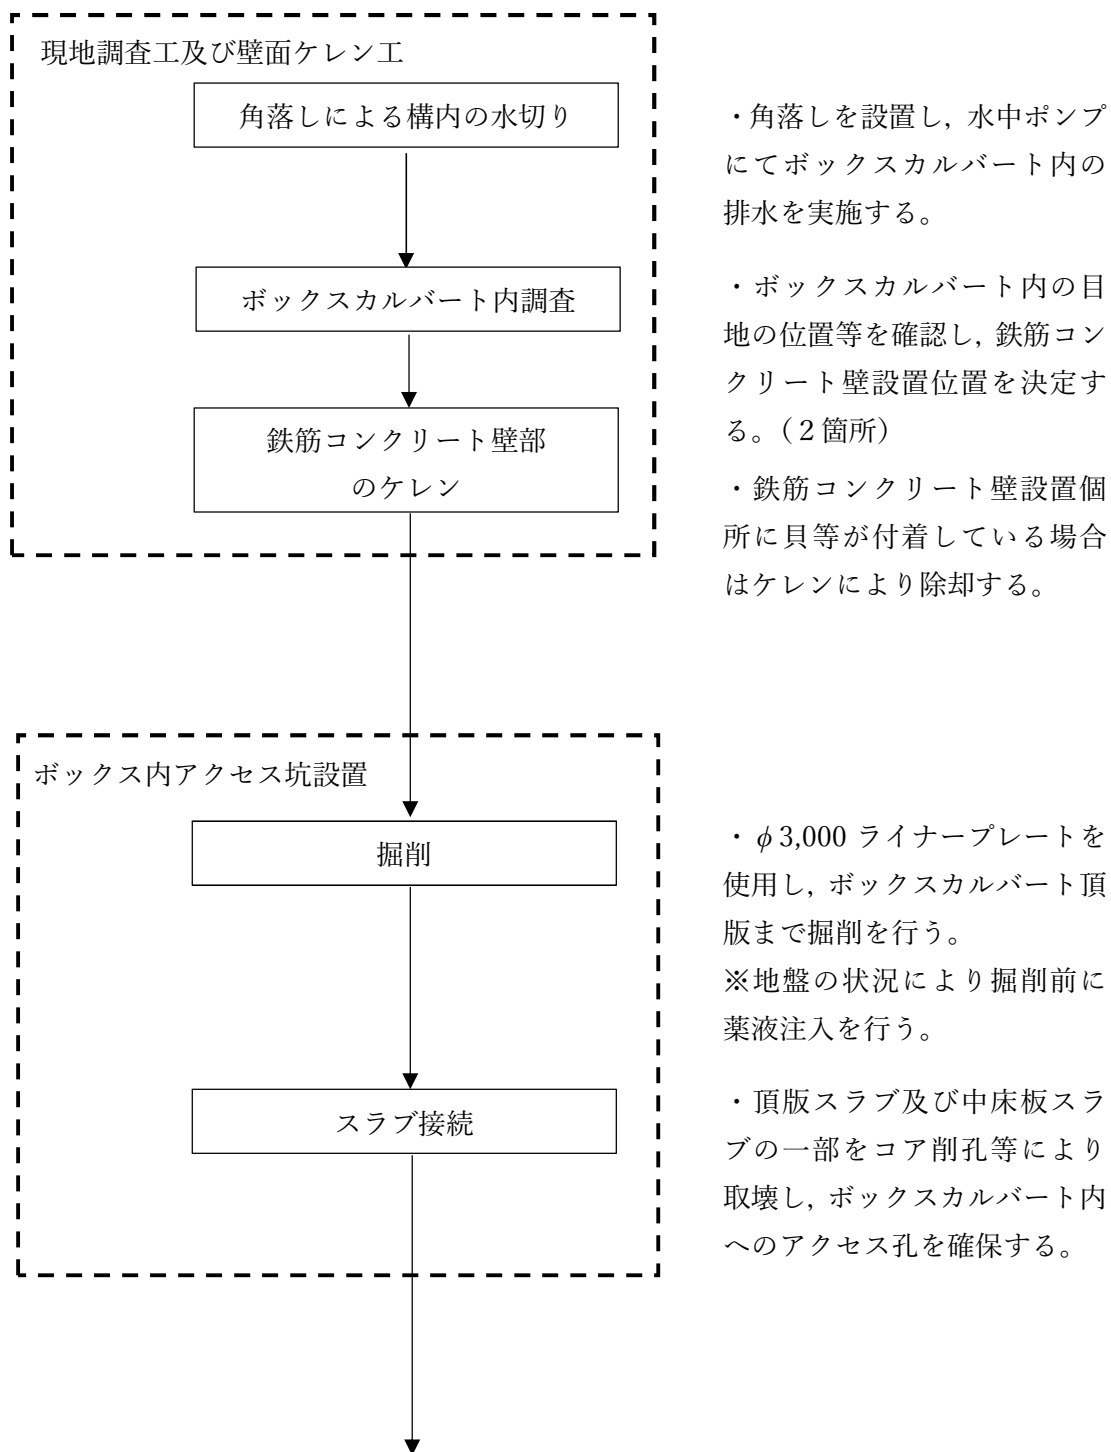 現地調査工及び壁面ケレン工
角落しによる構内の水切り
・角落しを設置し, 水中ポンプ
にてボックスカルバート内の
排水を実施する。
ボックスカルバート内調査
・ボックスカルバート内の目
地の位置等を確認し, 鉄筋コン
クリート壁設置位置を決定す
る。(２箇所)
鉄筋コンクリート壁部
のケレン
・鉄筋コンクリート壁設置個
所に貝等が付着している場合
はケレンにより除却する。
ボックス内アクセス坑設置
掘削
・φ3,000 ライナープレートを
使用し, ボックスカルバート頂
版まで掘削を行う。
※地盤の状況により掘削前に
薬液注入を行う。
スラブ接続
・頂版スラブ及び中床板スラ
ブの一部をコア削孔等により
取壊し, ボックスカルバート内
へのアクセス孔を確保する。